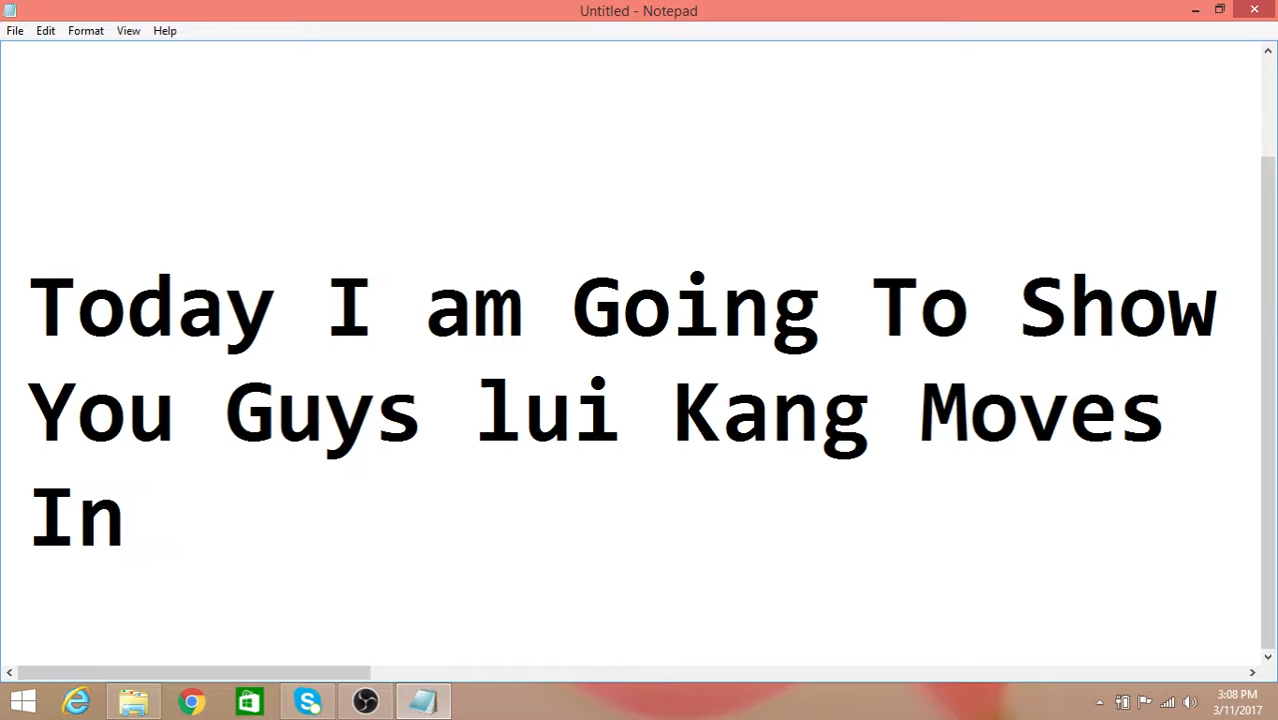 Untitled - Notepad
File Edit Format View Help
Today I am Going To Show
You Guys lui Kang Moves
In
3:08 PM
3/11/2017